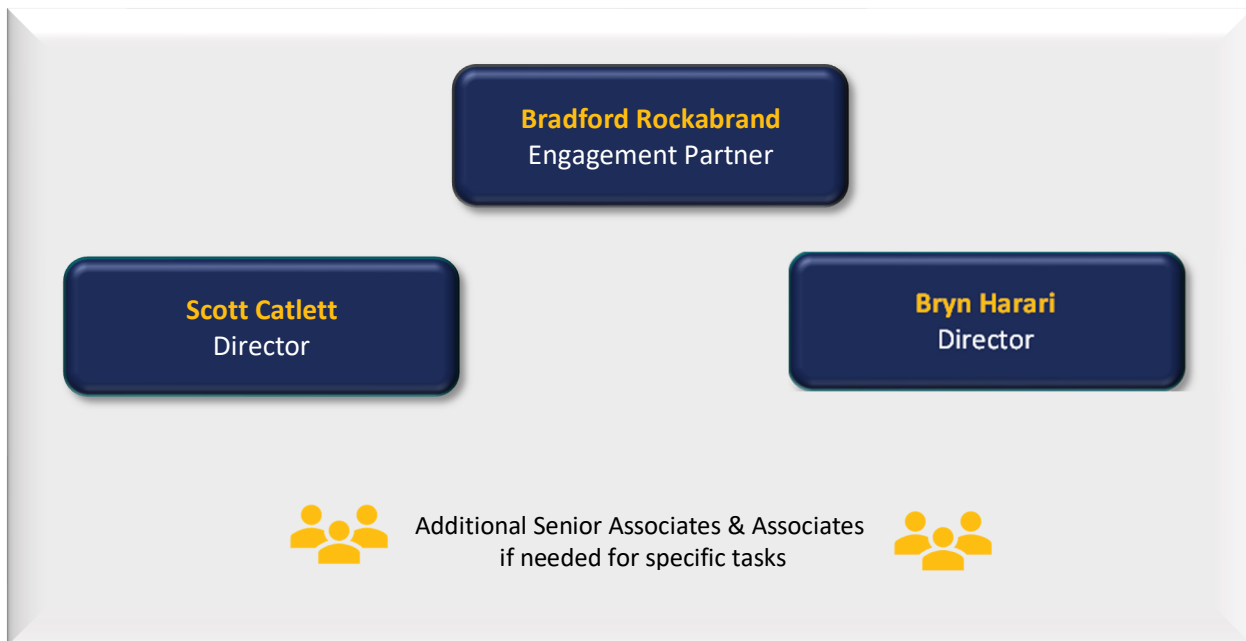 Bradford Rockabrand
Engagement Partner
Scott Catlett
Director
Bryn Harari
Director
Additional Senior Associates & Associates
if needed for specific tasks